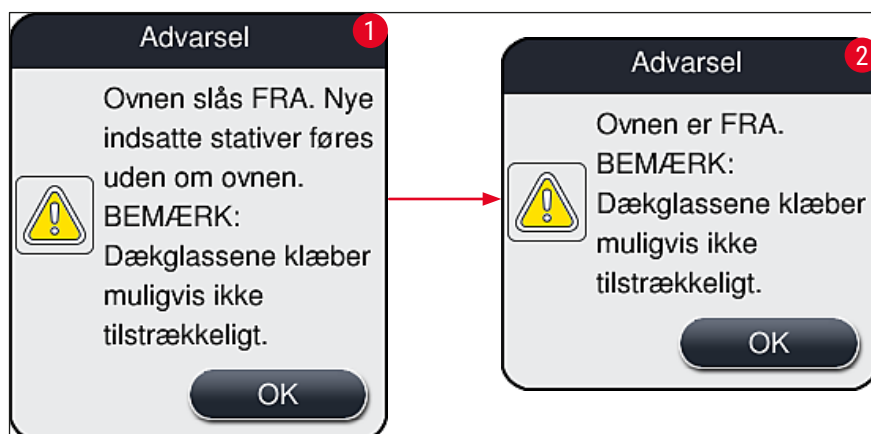 Advarsel
1
Ovnen slås FRA. Nye
indsatte stativer føres
uden om ovnen.
BEMÆRK:
Dækglassene klæber
muligvis ikke
tilstrækkeligt.
OK
Advarsel
2
Ovnen er FRA.
BEMÆRK:
Dækglassene klæber
muligvis ikke
tilstrækkeligt.
OK